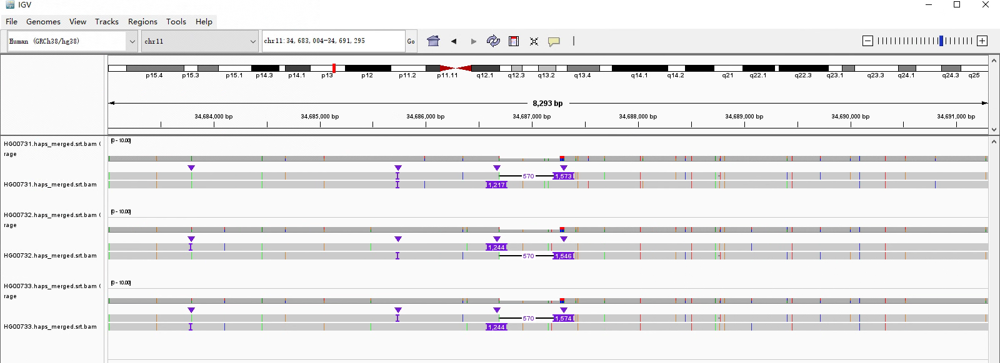 IGV
File Genomes View Tracks Regions Tools Help
Human (GRCh38/hg38) chr11 chr11:34,683,004-34,691,295 Go
p15.4 p15.3 p15.1 p14.3 p14.1 p13 p12 p11.2 p11.11 q12.1 q12.3 q13.2 q13.4 q14.1 q14.2 q21 q22.1 q22.3 q23.1 q23.3 q24.1 q24.3 q25
8,293 bp
34,684,000 bp 34,685,000 bp 34,686,000 bp 34,687,000 bp 34,688,000 bp 34,689,000 bp 34,690,000 bp 34,691,000 bp
HG00731.haps_merged.srt.bam ( [0 - 10.00]
rage
570 1,573
HG00731.haps_merged.srt.bam 1,217
HG00732.haps_merged.srt.bam ( [0 - 10.00]
rage
1,244
HG00732.haps_merged.srt.bam 570 1,546
HG00733.haps_merged.srt.bam ( [0 - 10.00]
rage
570 1,574
HG00733.haps_merged.srt.bam 1,244